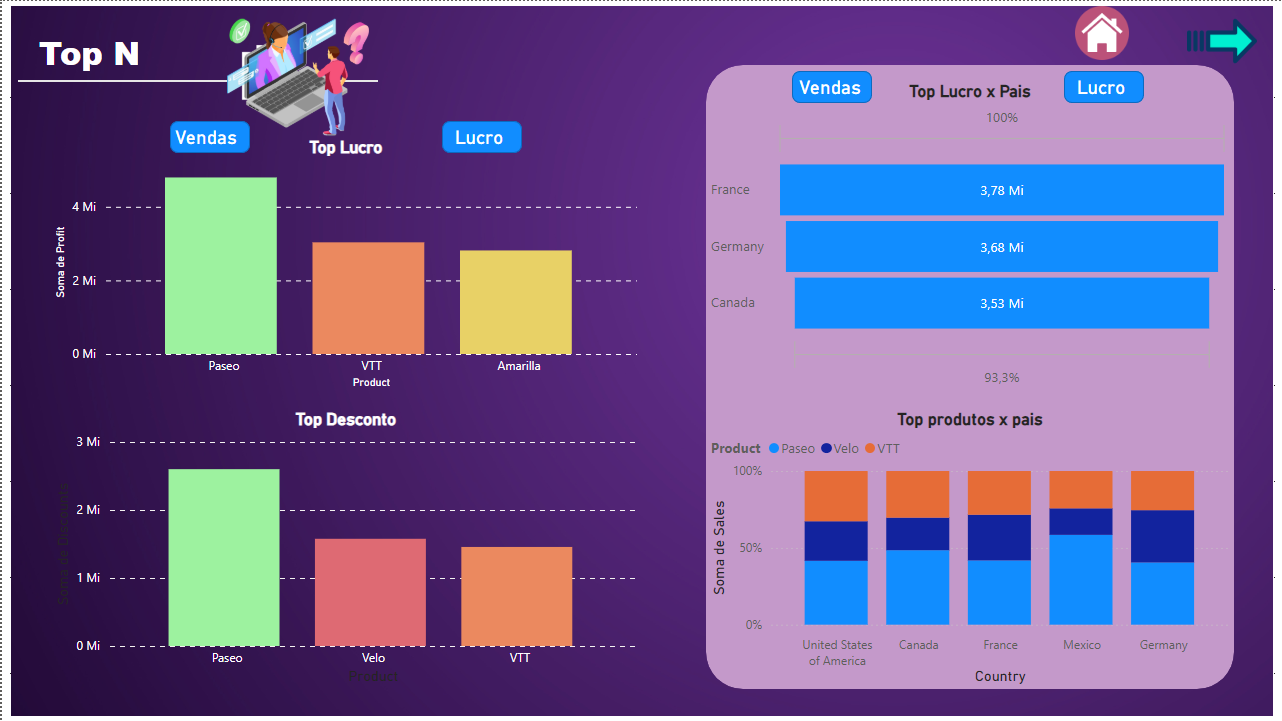 Top N
Vendas
Lucro
Top Lucro
Soma de Profit
4 Mi
2 Mi
0 Mi
Paseo
VTT
Amarilla
Product
Top Desconto
Soma de Discounts
3 Mi
2 Mi
1 Mi
0 Mi
Paseo
Velo
VTT
Product
Vendas
Top Lucro x Pais
Lucro
100%
France
3,78 Mi
Germany
3,68 Mi
Canada
3,53 Mi
93,3%
Top produtos x pais
Product Paseo Velo VTT
Soma de Sales
100%
50%
0%
United States
of America
Canada
France
Mexico
Germany
Country